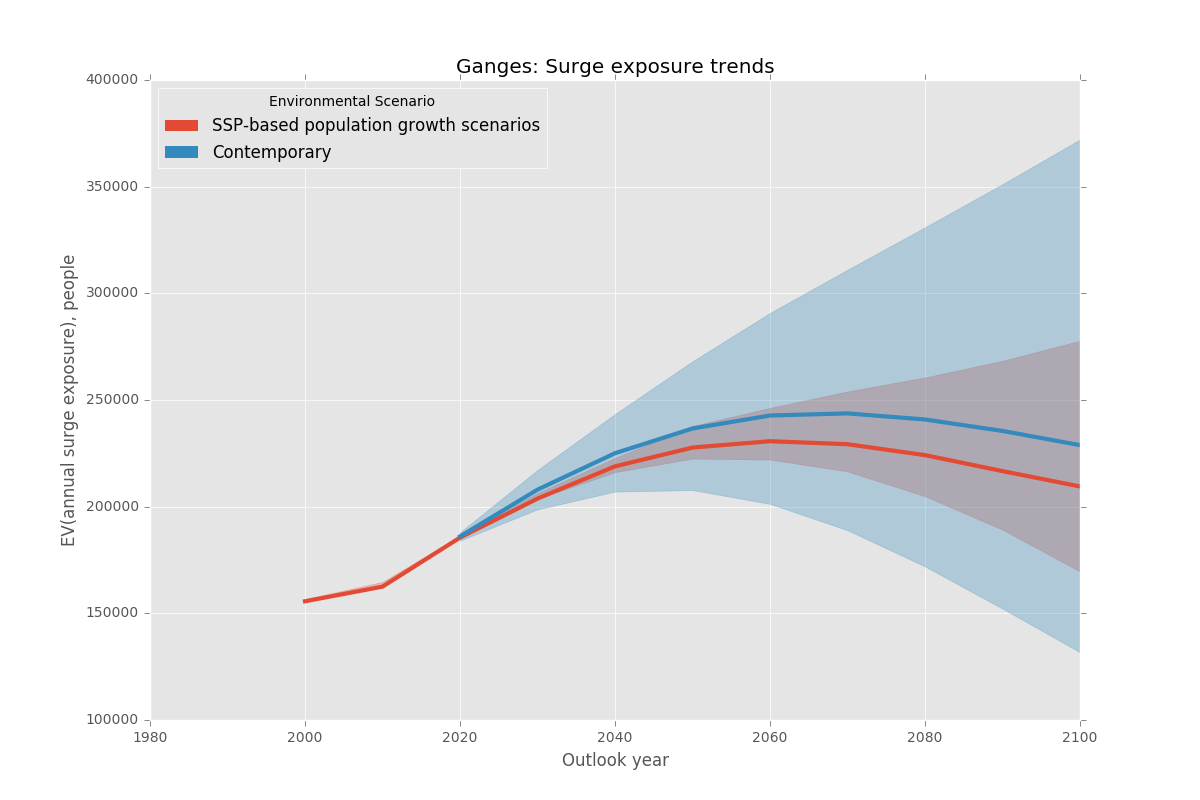 Ganges: Surge exposure trends
400000
350000
300000
250000
200000
150000
100000
EV(annual surge exposure), people
Environmental Scenario
SSP-based population growth scenarios
Contemporary
1980 2000 2020 2040 2060 2080 2100
Outlook year